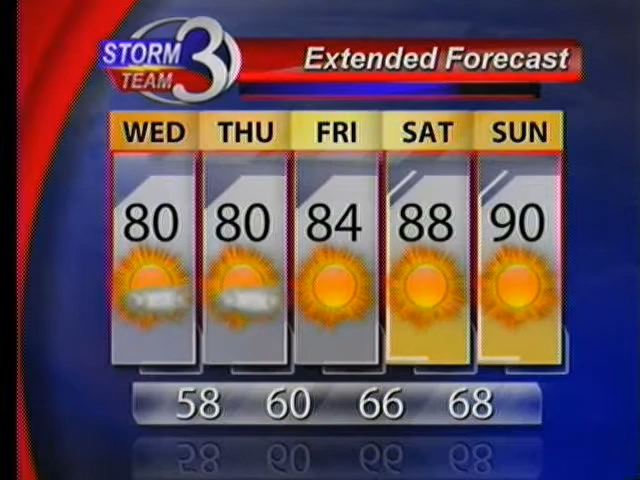 STORM 3
TEAM
Extended Forecast
WED THU FRI SAT SUN
80 80 84 88 90
58 60 66 68